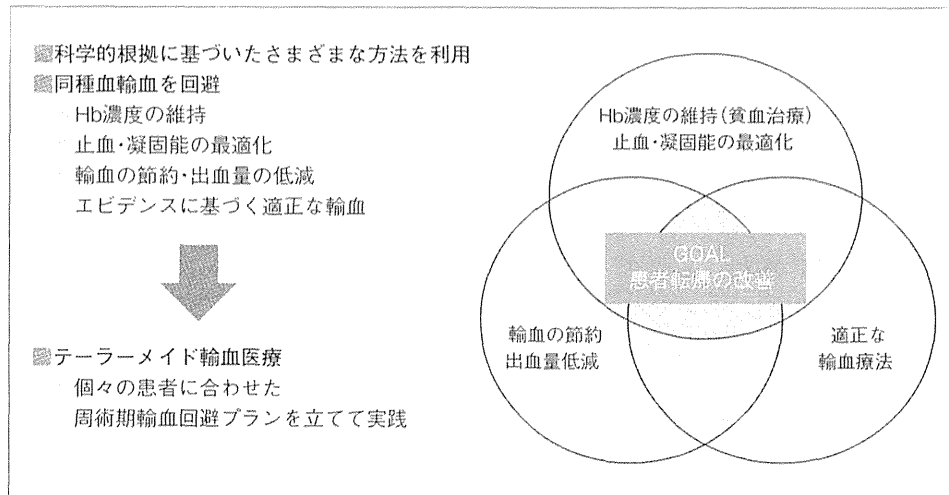 ■科学的根拠に基づいたさまざまな方法を利用
■同種血輸血を回避
Hb濃度の維持
止血・凝固能の最適化
輸血の節約・出血量の低減
エビデンスに基づく適正な輸血
■テーラーメイド輸血医療
個々の患者に合わせた
周術期輸血回避プランを立てて実践
Hb濃度の維持(貧血治療)
止血・凝固能の最適化
GOAL
患者転帰の改善
輸血の節約
出血量低減
適正な
輸血療法